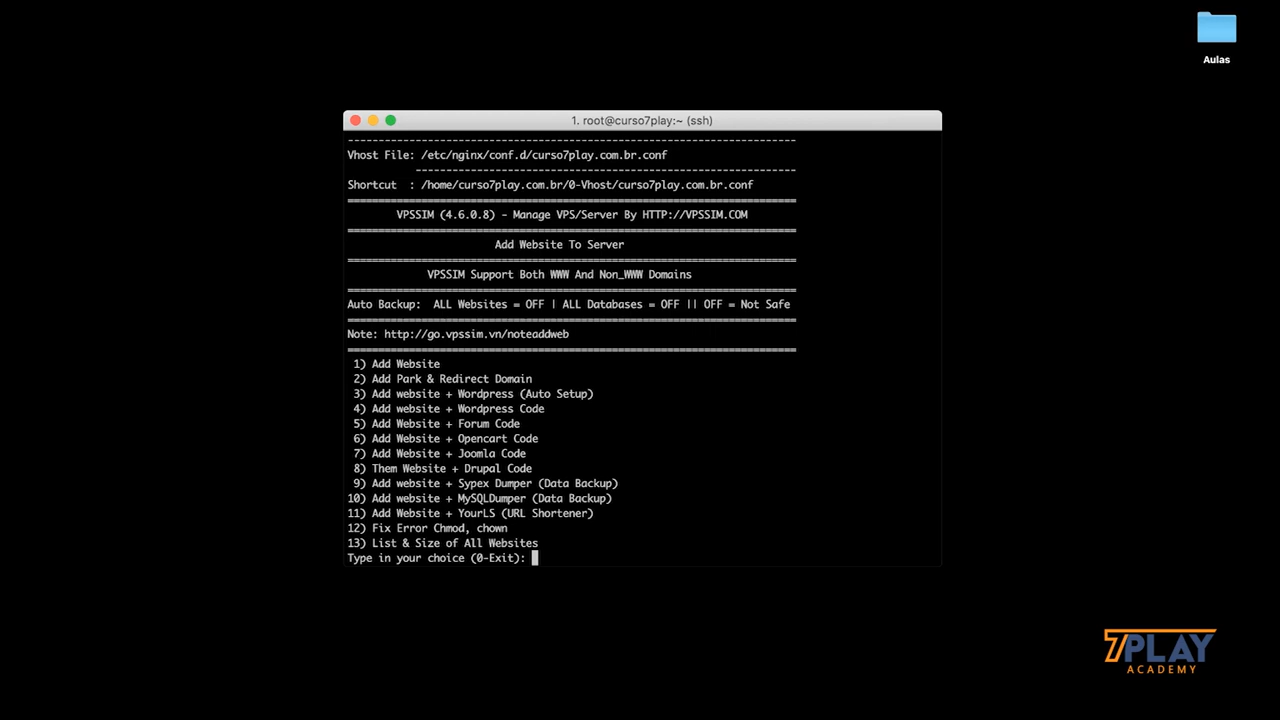 Aulas
1. root@curso7play:~ (ssh)
--------------------------------------------------------------------------
Vhost File: /etc/nginx/conf.d/curso7play.com.br.conf
--------------------------------------------------------------
Shortcut  : /home/curso7play.com.br/0-Vhost/curso7play.com.br.conf
=========================================================================
VPSSIM (4.6.0.8) - Manage VPS/Server By HTTP://VPSSIM.COM
=========================================================================
Add Website To Server
=========================================================================
VPSSIM Support Both WWW And Non_WWW Domains
=========================================================================
Auto Backup:  ALL Websites = OFF | ALL Databases = OFF || OFF = Not Safe
=========================================================================
Note: http://go.vpssim.vn/noteaddweb
=========================================================================
1) Add Website
2) Add Park & Redirect Domain
3) Add website + Wordpress (Auto Setup)
4) Add website + Wordpress Code
5) Add Website + Forum Code
6) Add Website + Opencart Code
7) Add Website + Joomla Code
8) Them Website + Drupal Code
9) Add website + Sypex Dumper (Data Backup)
10) Add website + MySQLDumper (Data Backup)
11) Add Website + YourLS (URL Shortener)
12) Fix Error Chmod, chown
13) List & Size of All Websites
Type in your choice (0-Exit):
7PLAY
ACADEMY